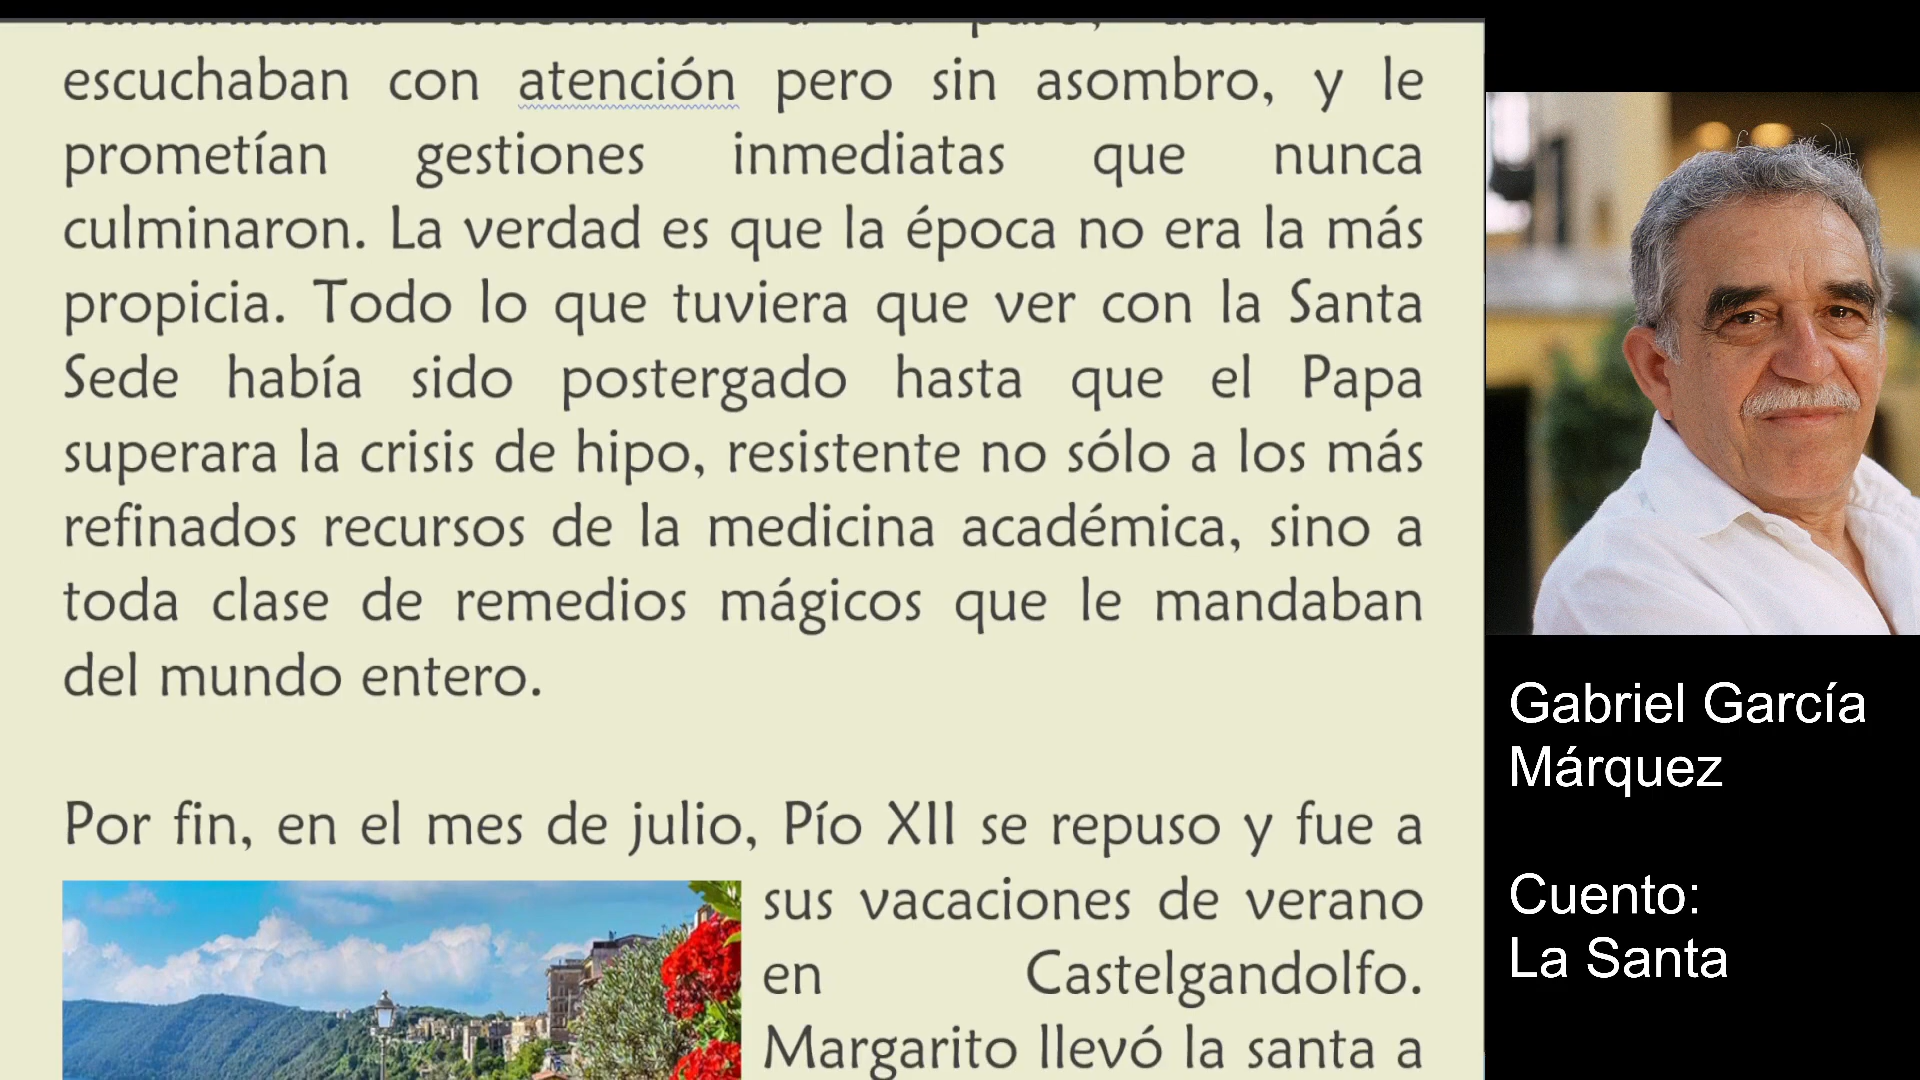 escuchaban con atención pero sin asombro, y le
prometían gestiones inmediatas que nunca
culminaron. La verdad es que la época no era la más
propicia. Todo lo que tuviera que ver con la Santa
Sede había sido postergado hasta que el Papa
superara la crisis de hipo, resistente no sólo a los más
refinados recursos de la medicina académica, sino a
toda clase de remedios mágicos que le mandaban
del mundo entero.
Por fin, en el mes de julio, Pío XII se repuso y fue a
sus vacaciones de verano
en Castelgandolfo.
Margarito llevó la santa a
Gabriel García
Márquez
Cuento:
La Santa